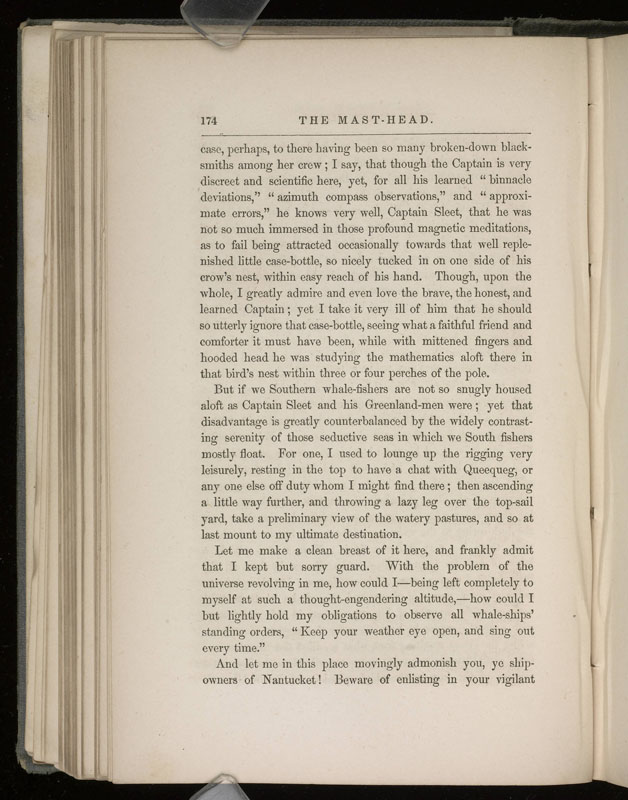 174 THE MAST-HEAD.
case, perhaps, to there having been so many broken-down black-
smiths among her crew; I say, that though the Captain is very
discreet and scientific here, yet, for all his learned “binnacle
deviations,” “azimuth compass observations,” and “approxi-
mate errors,” he knows very well, Captain Sleet, that he was
not so much immersed in those profound magnetic meditations,
as to fail being attracted occasionally towards that well reple-
nished little case-bottle, so nicely tucked in on one side of his
crow’s nest, within easy reach of his hand. Though, upon the
whole, I greatly admire and even love the brave, the honest, and
learned Captain; yet I take it very ill of him that he should
so utterly ignore that case-bottle, seeing what a faithful friend and
comforter it must have been, while with mittened fingers and
hooded head he was studying the mathematics aloft there in
that bird’s nest within three or four perches of the pole.
But if we Southern whale-fishers are not so snugly housed
aloft as Captain Sleet and his Greenland-men were; yet that
disadvantage is greatly counterbalanced by the widely contrast-
ing serenity of those seductive seas in which we South fishers
mostly float. For one, I used to lounge up the rigging very
leisurely, resting in the top to have a chat with Queequeg, or
any one else off duty whom I might find there; then ascending
a little way further, and throwing a lazy leg over the top-sail
yard, take a preliminary view of the watery pastures, and so at
last mount to my ultimate destination.
Let me make a clean breast of it here, and frankly admit
that I kept but sorry guard. With the problem of the
universe revolving in me, how could I—being left completely to
myself at such a thought-engendering altitude,—how could I
but lightly hold my obligations to observe all whale-ships’
standing orders, “Keep your weather eye open, and sing out
every time.”
And let me in this place movingly admonish you, ye ship-
owners of Nantucket! Beware of enlisting in your vigilant